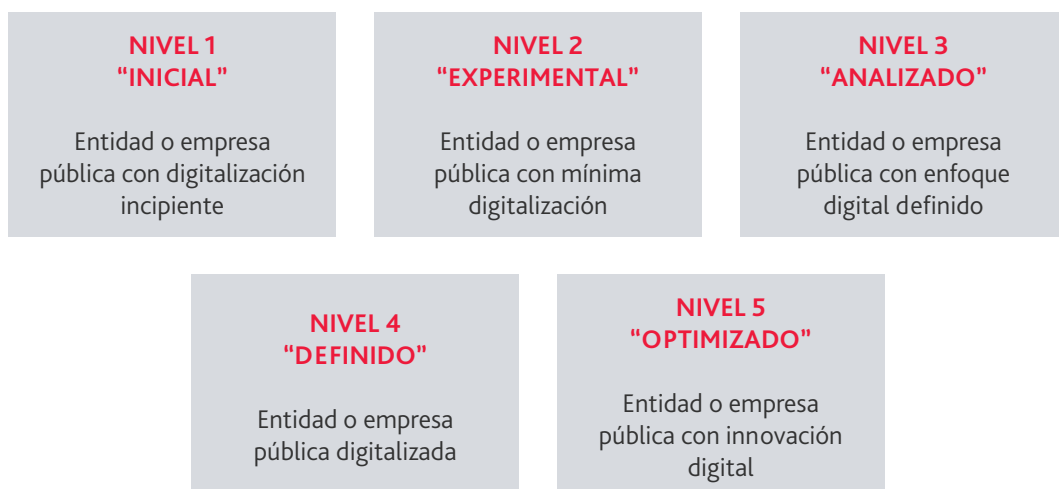 NIVEL 1
“INICIAL”
Entidad o empresa
pública con digitalización
incipiente
NIVEL 2
“EXPERIMENTAL”
Entidad o empresa
pública con mínima
digitalización
NIVEL 3
“ANALIZADO”
Entidad o empresa
pública con enfoque
digital definido
NIVEL 4
“DEFINIDO”
Entidad o empresa
pública digitalizada
NIVEL 5
“OPTIMIZADO”
Entidad o empresa
pública con innovación
digital